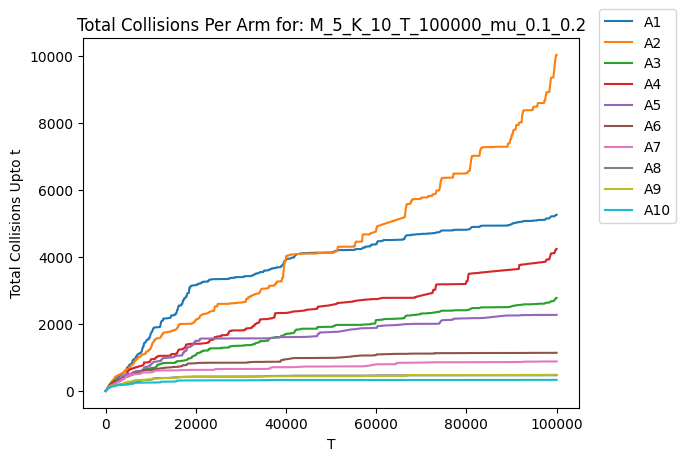 Total Collisions Per Arm for: M_5_K_10_T_100000_mu_0.1_0.2
A1
A2
A3
A4
A5
A6
A7
A8
A9
A10
Total Collisions Upto t
10000
8000
6000
4000
2000
0
0
20000
40000
60000
80000
100000
T